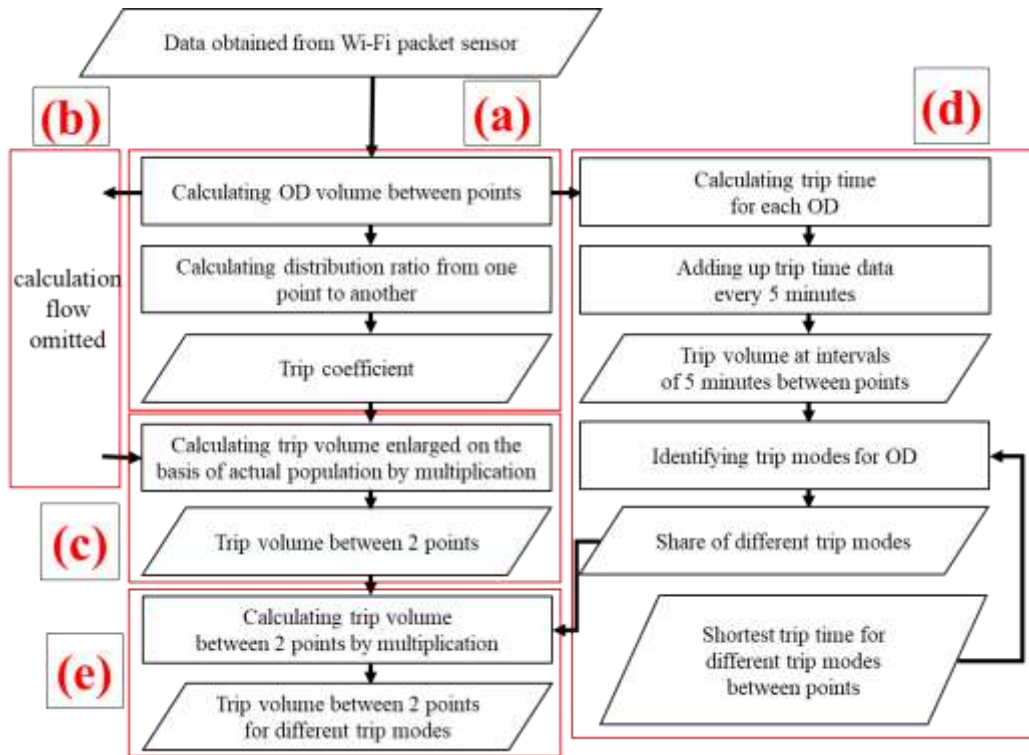 Data obtained from Wi-Fi packet sensor
(b)
(a)
(d)
Calculating OD volume between points
Calculating distribution ratio from one
point to another
Trip coefficient
calculation
flow
omitted
Calculating trip volume enlarged on the
basis of actual population by multiplication
(c)
Trip volume between 2 points
(e)
Calculating trip volume
between 2 points by multiplication
Trip volume between 2 points
for different trip modes
Calculating trip time
for each OD
Adding up trip time data
every 5 minutes
Trip volume at intervals
of 5 minutes between points
Identifying trip modes for OD
Share of different trip modes
Shortest trip time for
different trip modes
between points